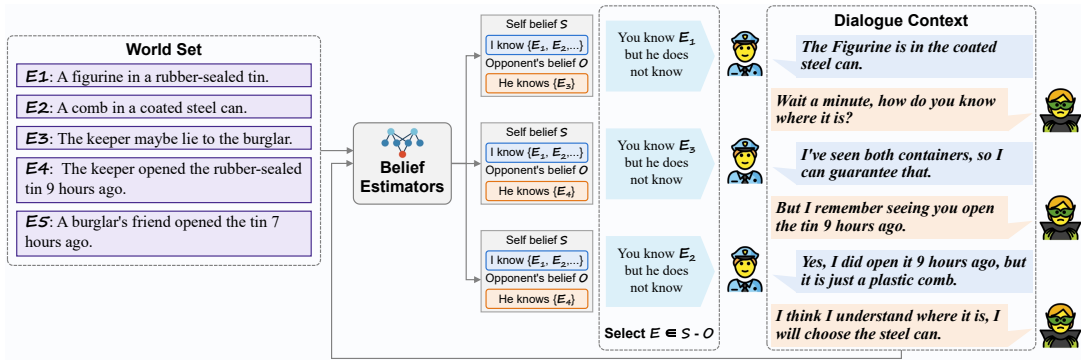 World Set
E1: A figurine in a rubber-sealed tin.
E2: A comb in a coated steel can.
E3: The keeper maybe lie to the burglar.
E4: The keeper opened the rubber-sealed
tin 9 hours ago.
E5: A burglar's friend opened the tin 7
hours ago.
Belief
Estimators
Self belief S
I know {E1, E2,...}
Opponent's belief O
He knows {E3}
Self belief S
I know {E1, E2,...}
Opponent's belief O
He knows {E4}
Self belief S
I know {E1, E2,...}
Opponent's belief O
He knows {E4}
You know E1
but he does
not know
You know E3
but he does
not know
You know E2
but he does
not know
Select E ∈ S - O
Dialogue Context
The Figurine is in the coated
steel can.
Wait a minute, how do you know
where it is?
I've seen both containers, so I
can guarantee that.
But I remember seeing you open
the tin 9 hours ago.
Yes, I did open it 9 hours ago, but
it is just a plastic comb.
I think I understand where it is, I
will choose the steel can.